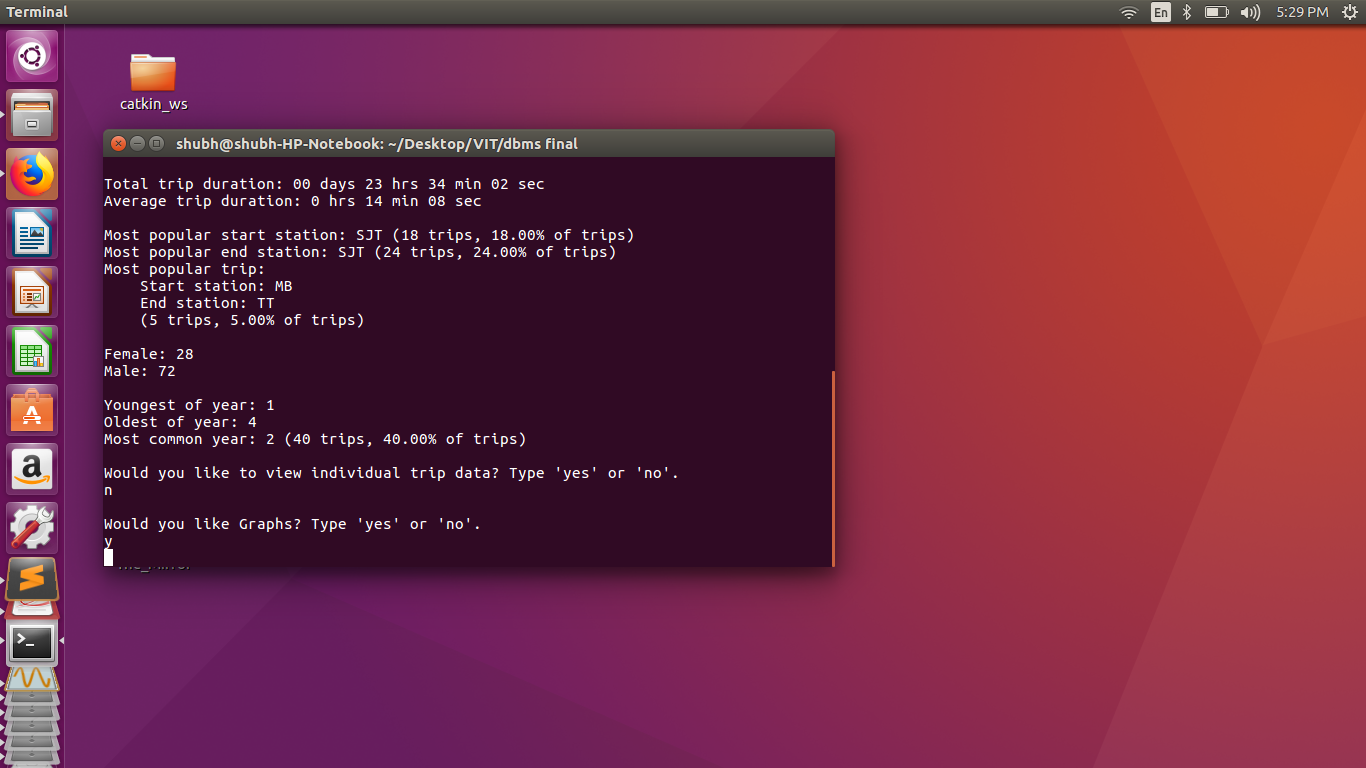 Terminal
En
5:29 PM
catkin_ws
shubh@shubh-HP-Notebook: ~/Desktop/VIT/dbms final
Total trip duration: 00 days 23 hrs 34 min 02 sec
Average trip duration: 0 hrs 14 min 08 sec
Most popular start station: SJT (18 trips, 18.00% of trips)
Most popular end station: SJT (24 trips, 24.00% of trips)
Most popular trip:
Start station: MB
End station: TT
(5 trips, 5.00% of trips)
Female: 28
Male: 72
Youngest of year: 1
Oldest of year: 4
Most common year: 2 (40 trips, 40.00% of trips)
Would you like to view individual trip data? Type 'yes' or 'no'.
n
Would you like Graphs? Type 'yes' or 'no'.
y